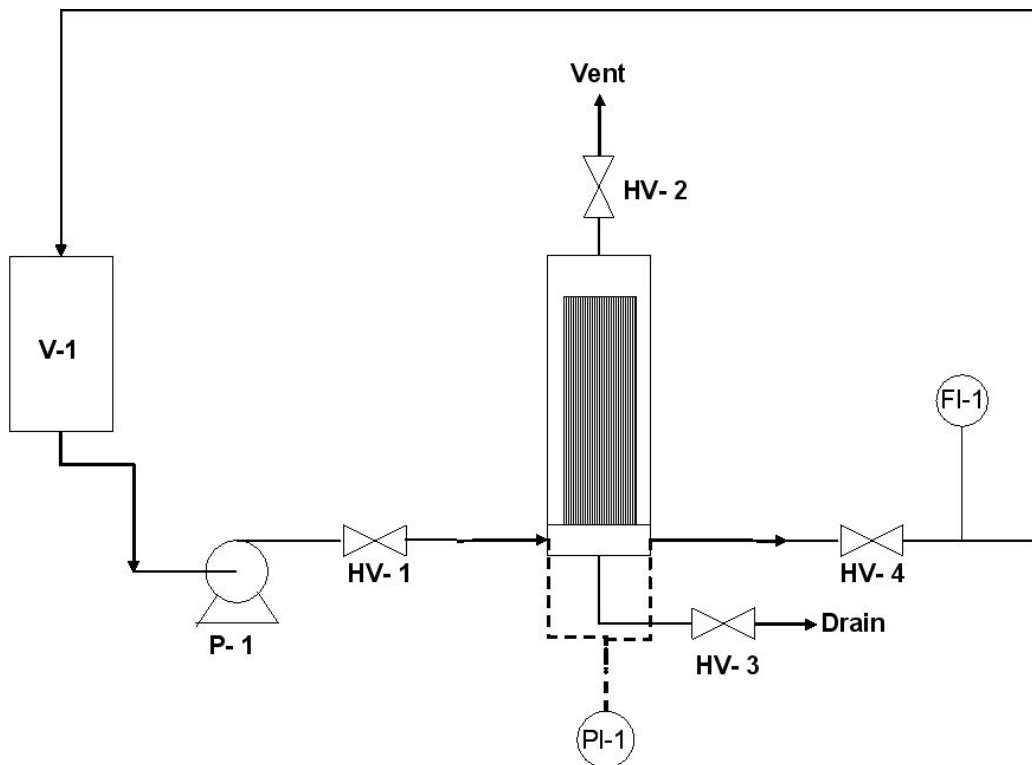 Vent
HV- 2
V-1
FI-1
HV- 1
HV- 4
P- 1
Drain
HV- 3
PI-1